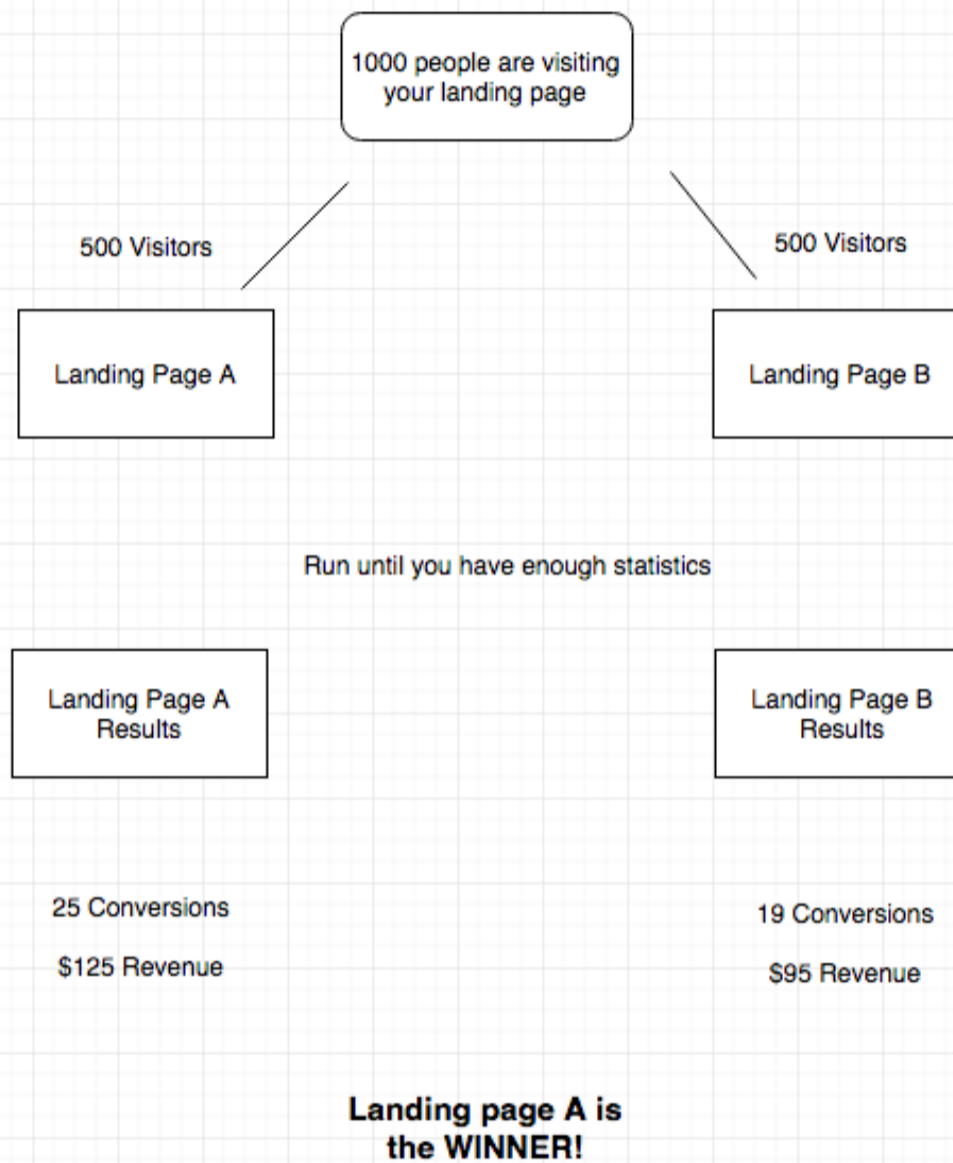 1000 people are visiting
your landing page
500 Visitors
500 Visitors
Landing Page A
Landing Page B
Run until you have enough statistics
Landing Page A
Results
Landing Page B
Results
25 Conversions
19 Conversions
$125 Revenue
$95 Revenue
Landing page A is
the WINNER!